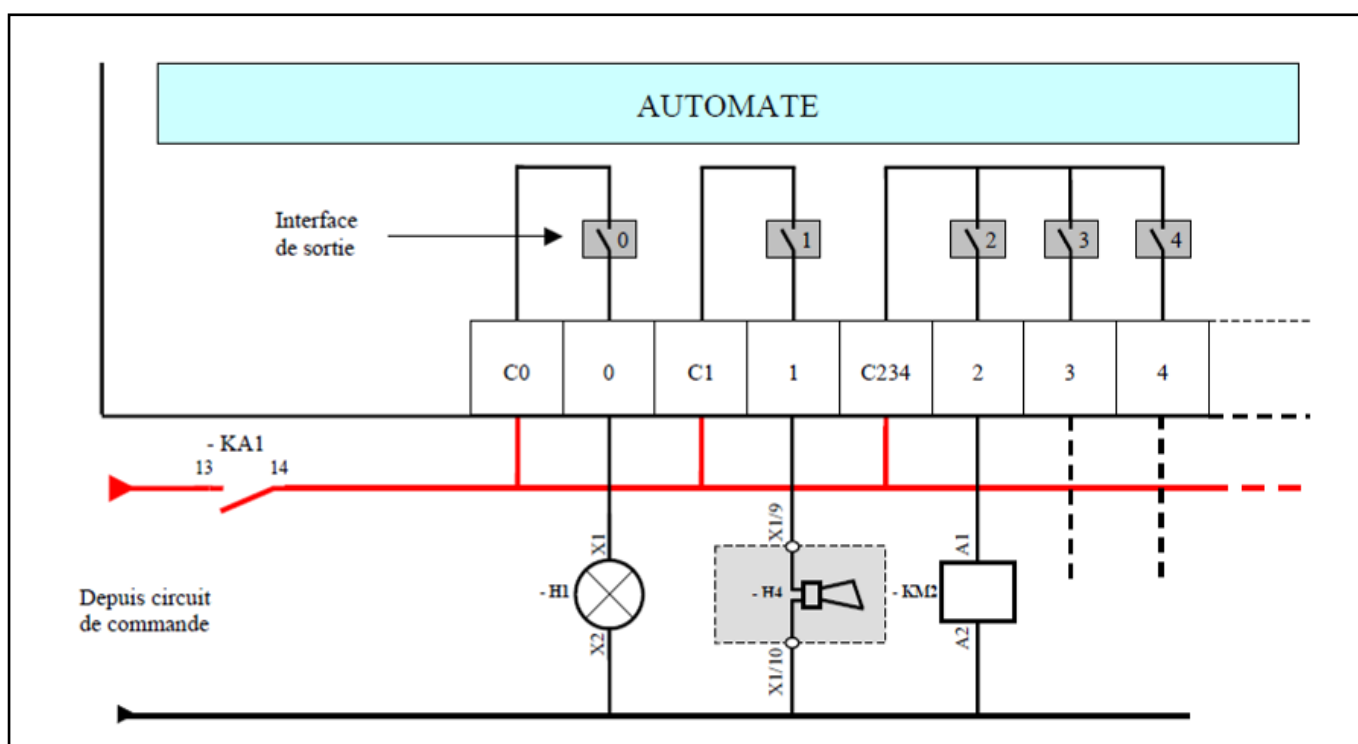 AUTOMATE
Interface
de sortie
0
1
2
3
4
C0
0
C1
1
C234
2
3
4
- KA1
13
14
X1
X1/9
A1
- H1
- H4
- KM2
Depuis circuit
de commande
X2
X1/10
A2